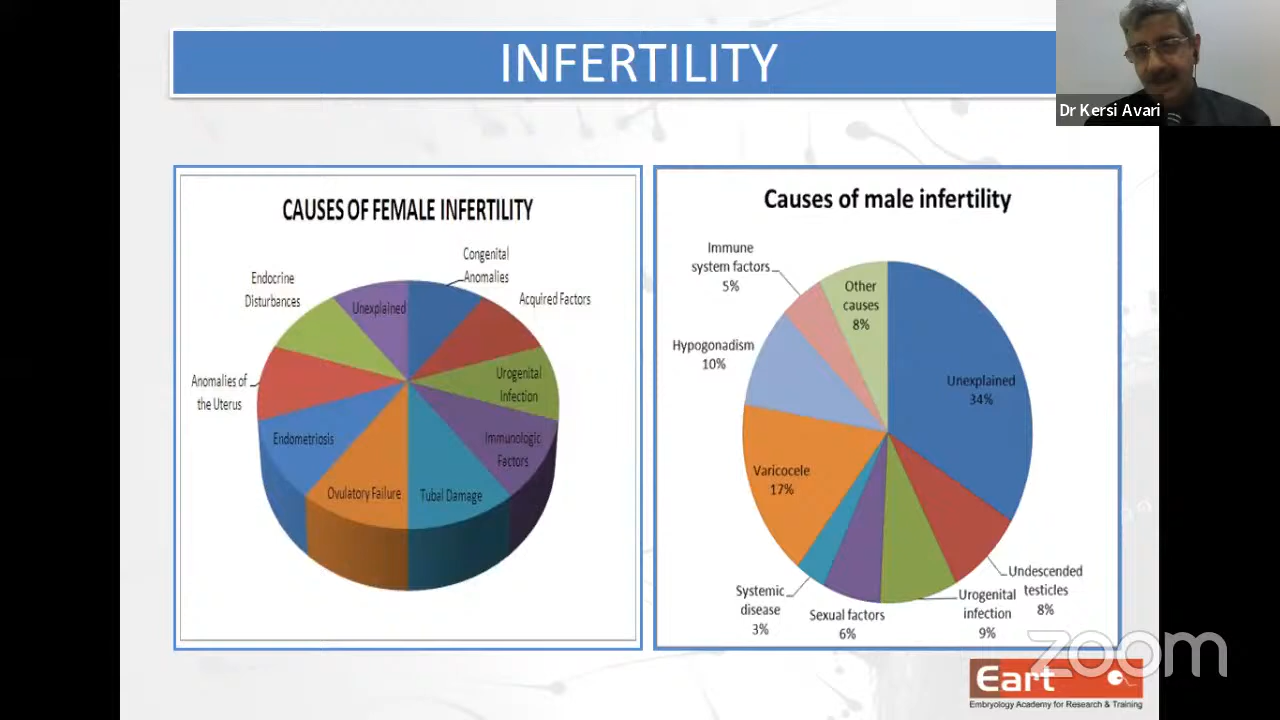 INFERTILITY
Dr Kersi Avari
CAUSES OF FEMALE INFERTILITY
Congenital
Anomalies
Acquired Factors
Urogenital
Infection
Immunologic
Factors
Tubal Damage
Ovulatory Failure
Endometriosis
Anomalies of
the Uterus
Endocrine
Disturbances
Unexplained
Causes of male infertility
Unexplained
34%
Undescended
testicles
8%
Urogenital
infection
9%
Sexual factors
6%
Systemic
disease
3%
Varicocele
17%
Hypogonadism
10%
Immune
system factors
5%
Other
causes
8%
zoom
Eart
Embryology Academy for Research & Training